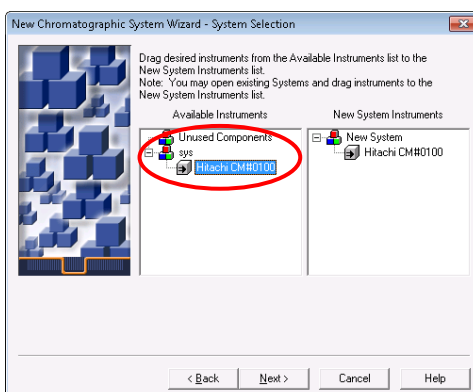 New Chromatographic System Wizard - System Selection
Drag desired instruments from the Available Instruments list to the
New System Instruments list.
Note:  You may open existing Systems and drag instruments to the
New System Instruments list.
Available Instruments
New System Instruments
Unused Components
sys
Hitachi CM#0100
New System
Hitachi CM#0100
< Back
Next >
Cancel
Help